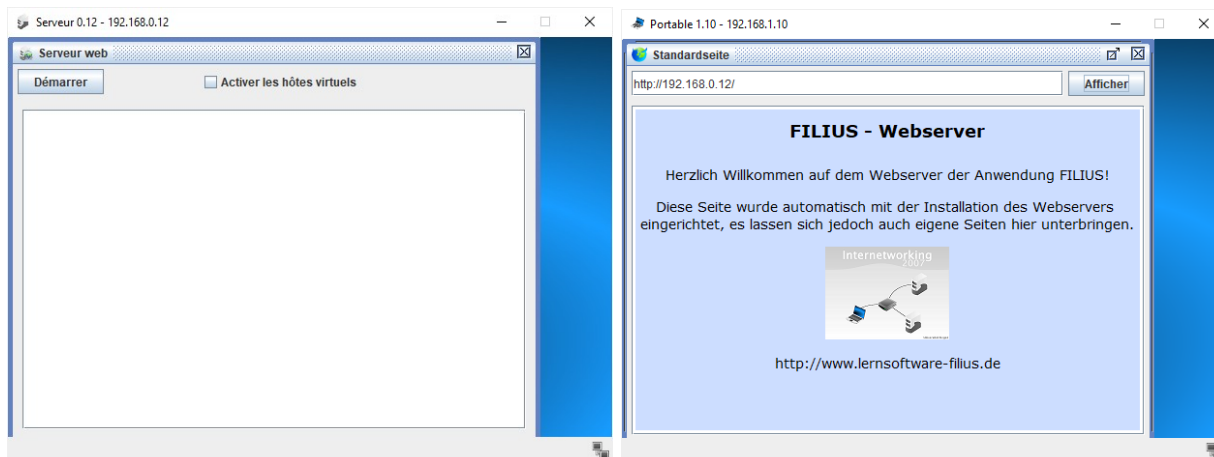 Serveur 0.12 - 192.168.0.12
Serveur web
Démarrer
Activer les hôtes virtuels
Portable 1.10 - 192.168.1.10
Standardseite
http://192.168.0.12/
Afficher
FILIUS - Webserver
Herzlich Willkommen auf dem Webserver der Anwendung FILIUS!
Diese Seite wurde automatisch mit der Installation des Webservers
eingerichtet, es lassen sich jedoch auch eigene Seiten hier unterbringen.
Internetworking
2007
http://www.lernsoftware-filius.de